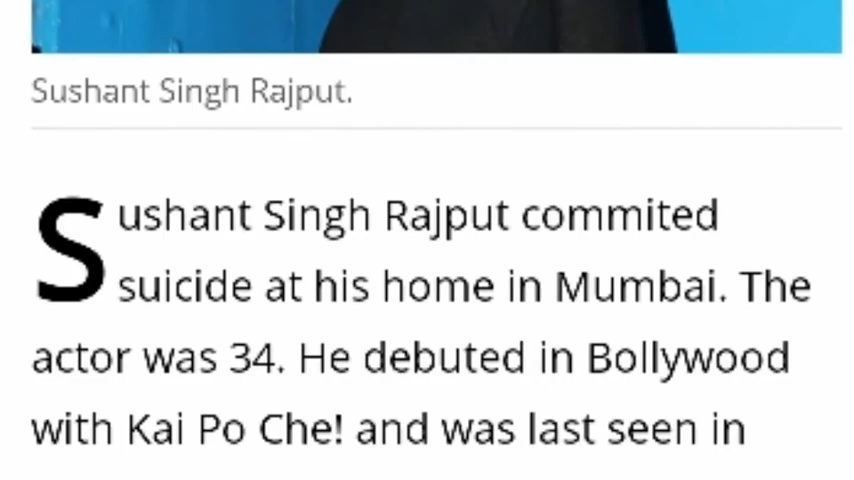 Sushant Singh Rajput.
Sushant Singh Rajput commited
suicide at his home in Mumbai. The
actor was 34. He debuted in Bollywood
with Kai Po Che! and was last seen in